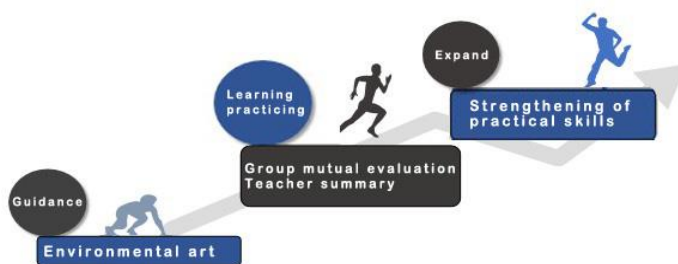 Guidance
Environmental art
Learning
practicing
Group mutual evaluation
Teacher summary
Expand
Strengthening of
practical skills